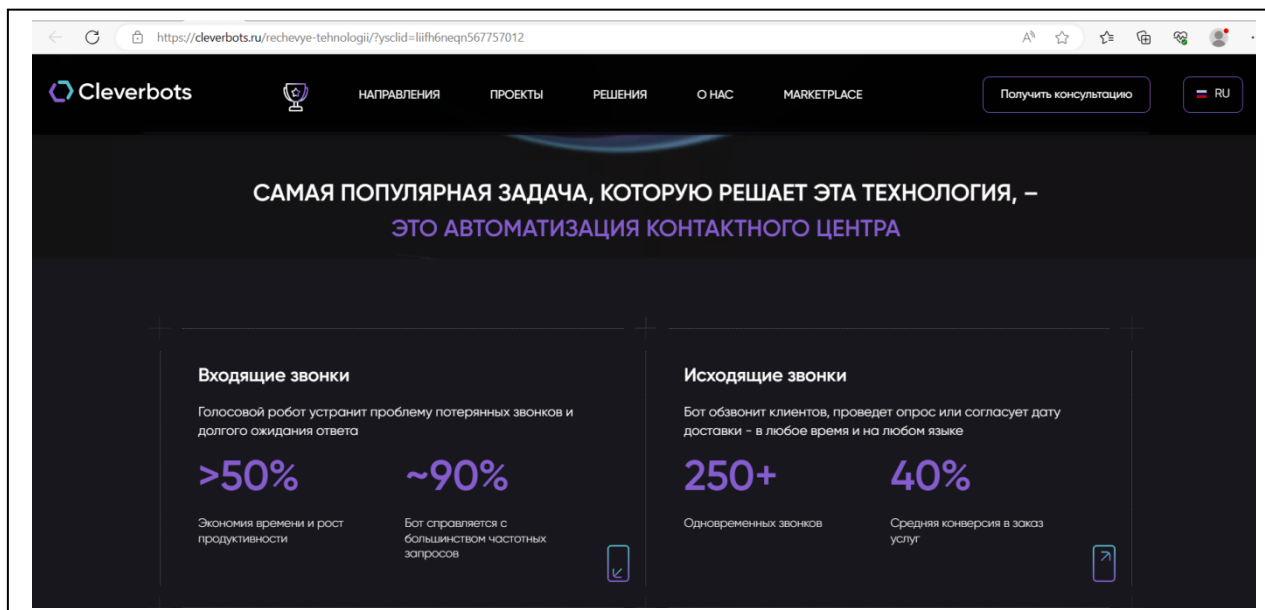 https://cleverbots.ru/rechevye-tehnologii/?ysclid=liifh6neqn567757012
Cleverbots
НАПРАВЛЕНИЯ
ПРОЕКТЫ
РЕШЕНИЯ
О НАС
MARKETPLACE
Получить консультацию
RU
САМАЯ ПОПУЛЯРНАЯ ЗАДАЧА, КОТОРУЮ РЕШАЕТ ЭТА ТЕХНОЛОГИЯ, –
ЭТО АВТОМАТИЗАЦИЯ КОНТАКТНОГО ЦЕНТРА
Входящие звонки
Голосовой робот устранит проблему потерянных звонков и
долгого ожидания ответа
>50%
Экономия времени и рост
продуктивности
~90%
Бот справляется с
большинством частотных
запросов
Исходящие звонки
Бот обзвонит клиентов, проведет опрос или согласует дату
доставки - в любое время и на любом языке
250+
Одновременных звонков
40%
Средняя конверсия в заказ
услуг